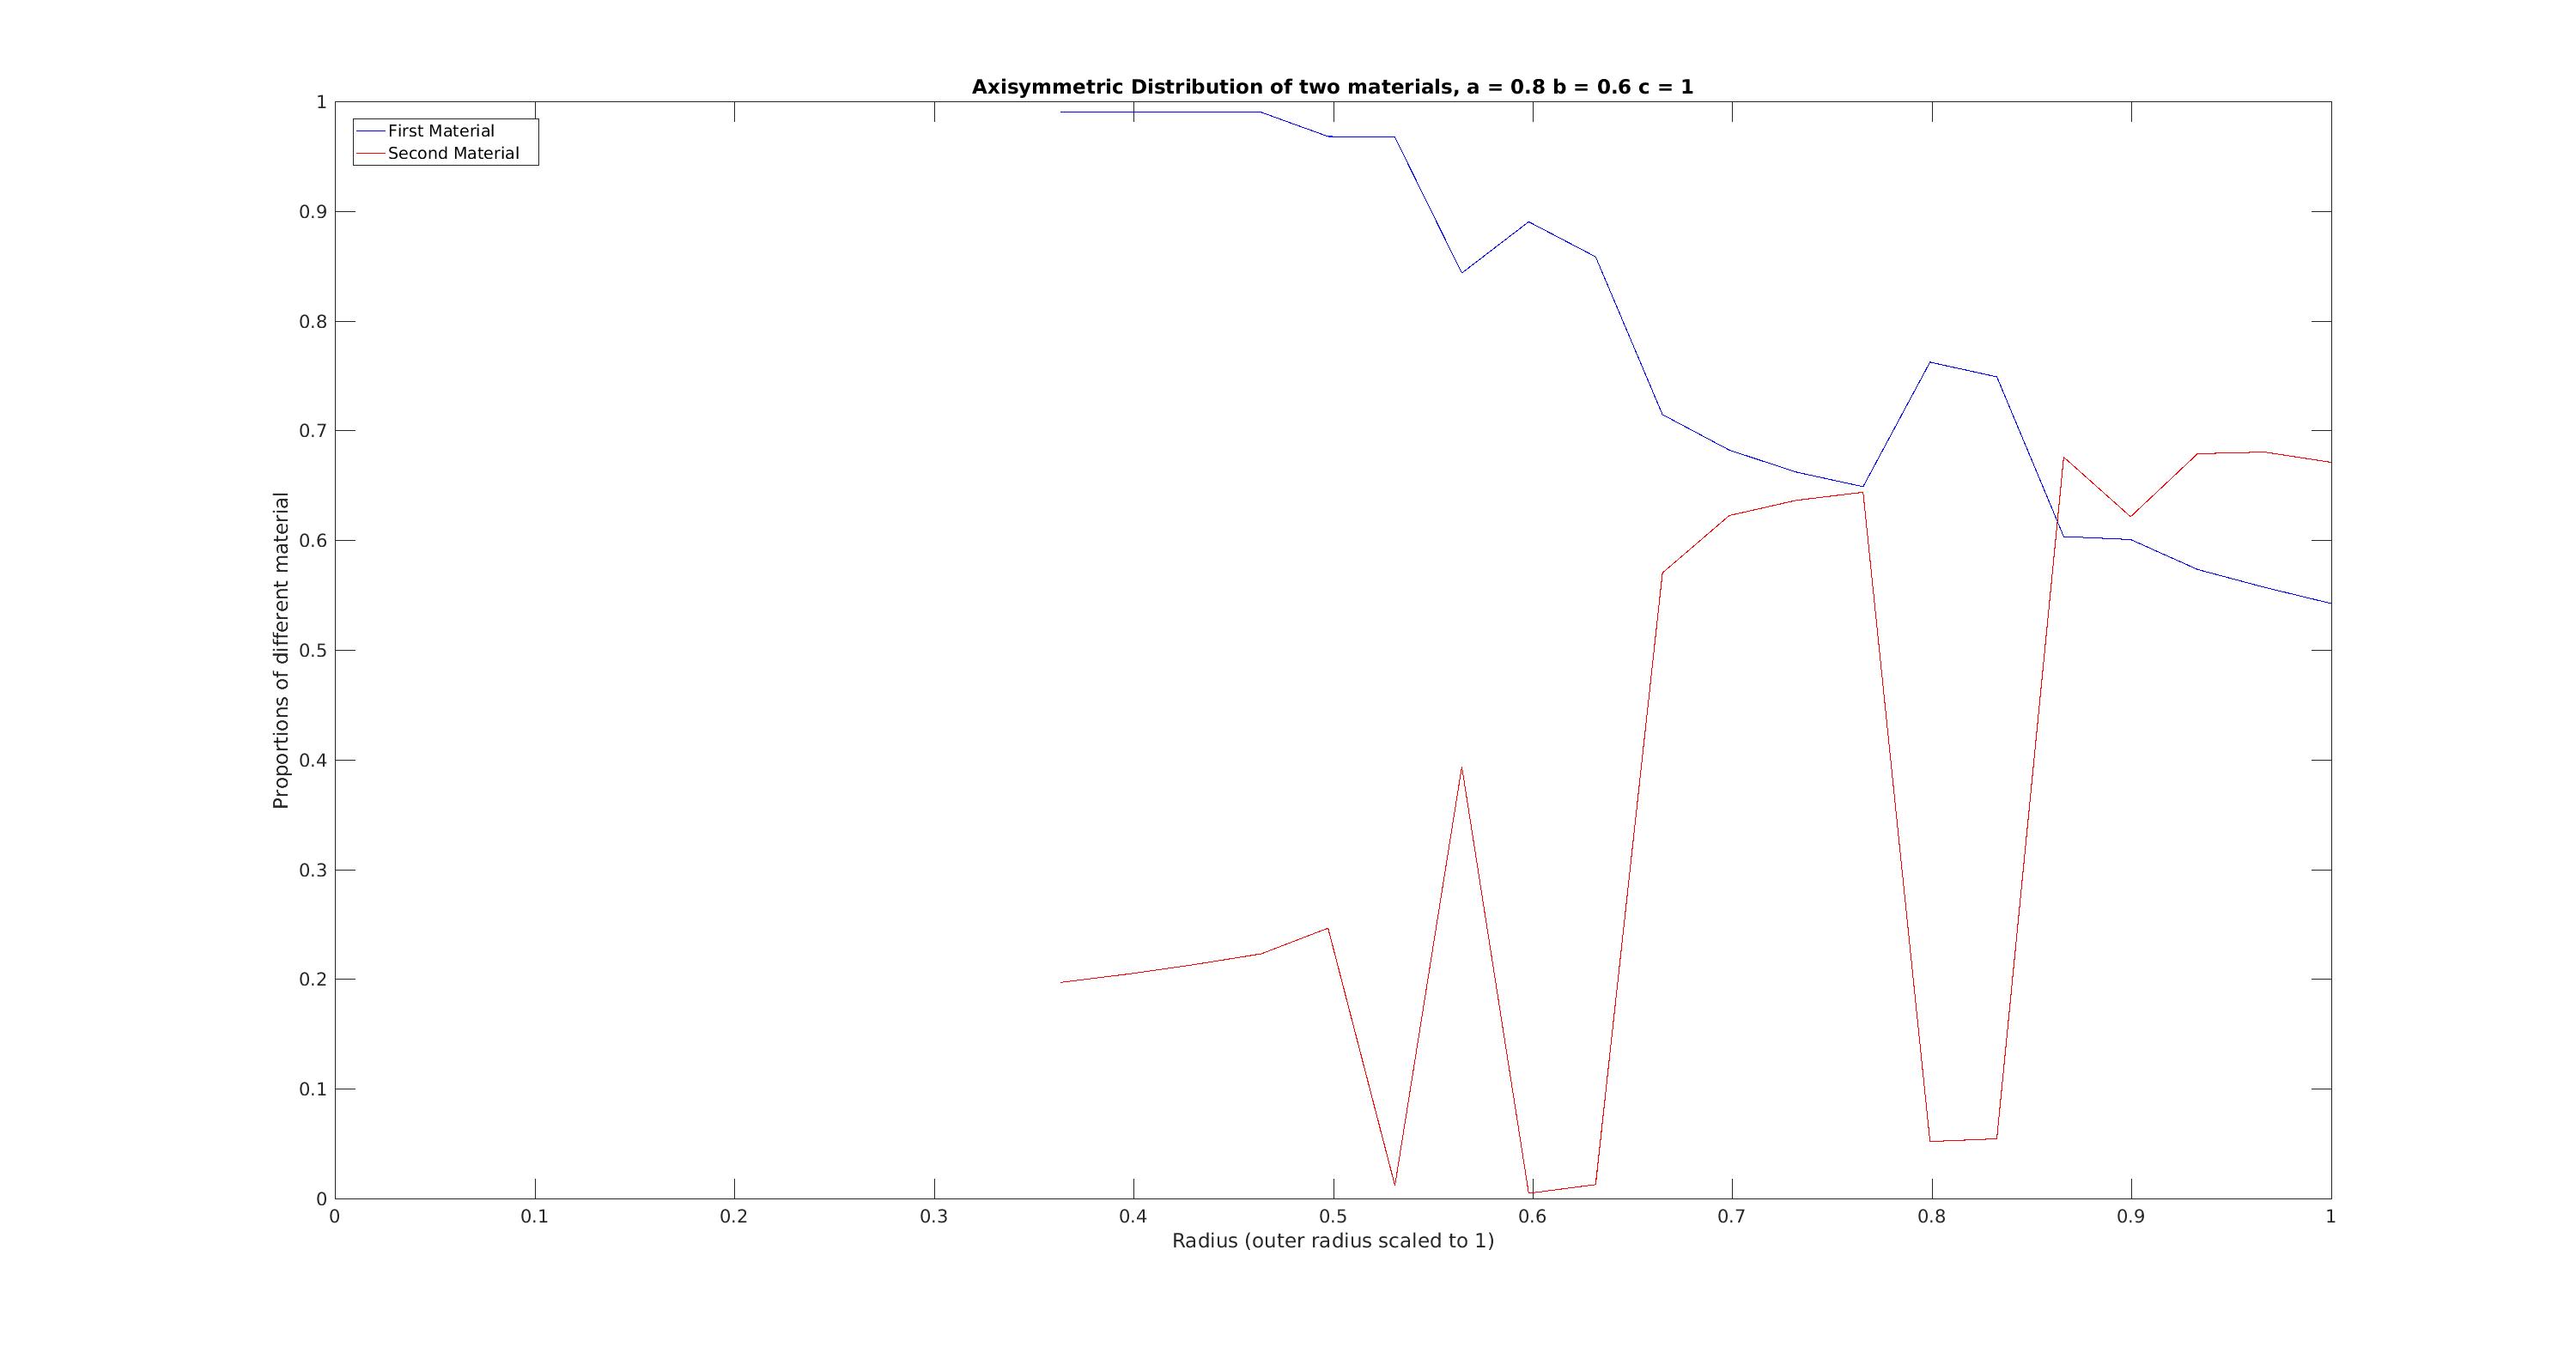 Axisymmetric Distribution of two materials, a = 0.8 b = 0.6 c = 1
First Material
Second Material
1
0.9
0.8
0.7
0.6
0.5
0.4
0.3
0.2
0.1
0
Proportions of different material
0 0.1 0.2 0.3 0.4 0.5 0.6 0.7 0.8 0.9 1
Radius (outer radius scaled to 1)